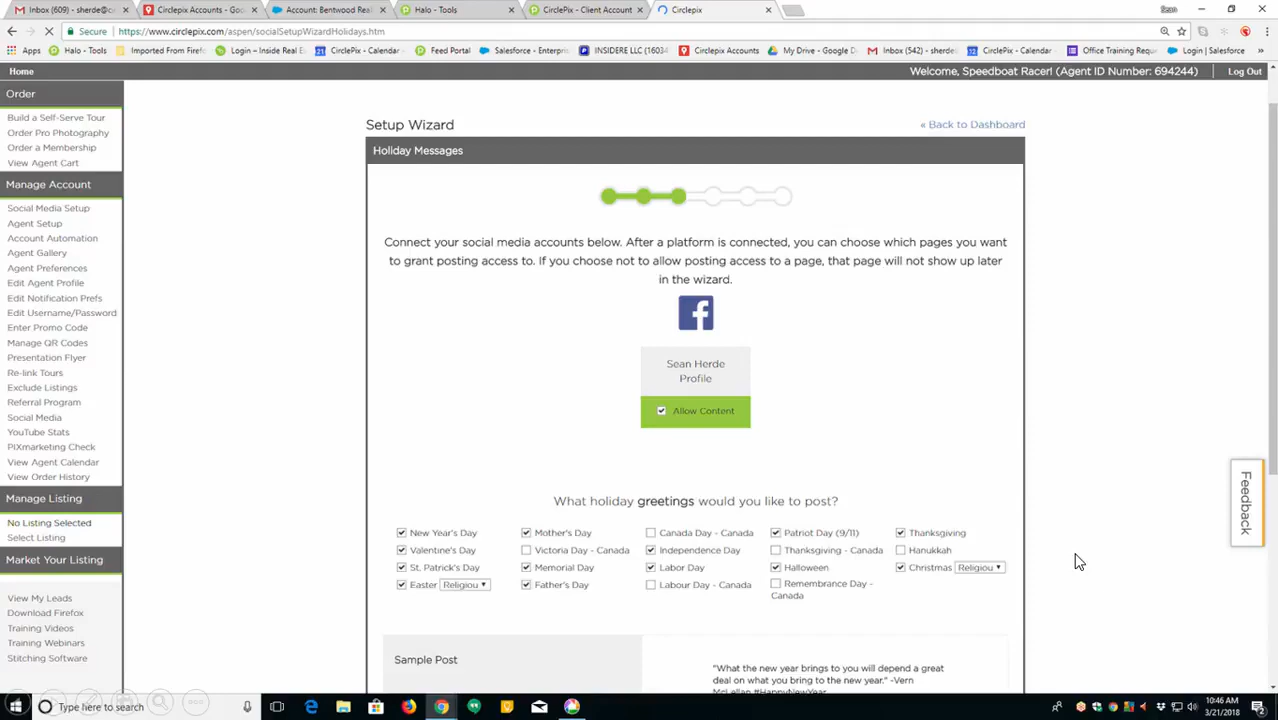 Inbox (609) - sherde@c
Circlepix Accounts - Goo
Account: Bentwood Real
Halo - Tools
CirclePix - Client Account
Circlepix
Sean
Secure
https://www.circlepix.com/aspen/socialSetupWizardHolidays.htm
Apps
Halo - Tools
Imported From Firefo
Login – Inside Real Es
CirclePix - Calendar
Feed Portal
Salesforce - Enterpris
INSIDERE LLC (16034
Circlepix Accounts
My Drive - Google D
Inbox (542) - sherde
CirclePix - Calendar
Office Training Reque
Login | Salesforce
Home
Welcome, Speedboat Racer! (Agent ID Number: 694244)
Log Out
Order
Build a Self-Serve Tour
Order Pro Photography
Order a Membership
View Agent Cart
Manage Account
Social Media Setup
Agent Setup
Account Automation
Agent Gallery
Agent Preferences
Edit Agent Profile
Edit Notification Prefs
Edit Username/Password
Enter Promo Code
Manage QR Codes
Presentation Flyer
Re-link Tours
Exclude Listings
Referral Program
Social Media
YouTube Stats
PIXmarketing Check
View Agent Calendar
View Order History
Manage Listing
No Listing Selected
Select Listing
Market Your Listing
View My Leads
Download Firefox
Training Videos
Training Webinars
Stitching Software
Setup Wizard
« Back to Dashboard
Holiday Messages
Connect your social media accounts below. After a platform is connected, you can choose which pages you want
to grant posting access to. If you choose not to allow posting access to a page, that page will not show up later
in the wizard.
Sean Herde
Profile
Allow Content
What holiday greetings would you like to post?
New Year's Day
Mother's Day
Canada Day - Canada
Patriot Day (9/11)
Thanksgiving
Valentine's Day
Victoria Day - Canada
Independence Day
Thanksgiving - Canada
Hanukkah
St. Patrick's Day
Memorial Day
Labor Day
Halloween
Christmas Religiou
Easter Religiou
Father's Day
Labour Day - Canada
Remembrance Day -
Canada
Sample Post
"What the new year brings to you will depend a great
deal on what you bring to the new year." -Vern
McLellan #HappyNewYear
Feedback
Type here to search
10:46 AM
3/21/2018